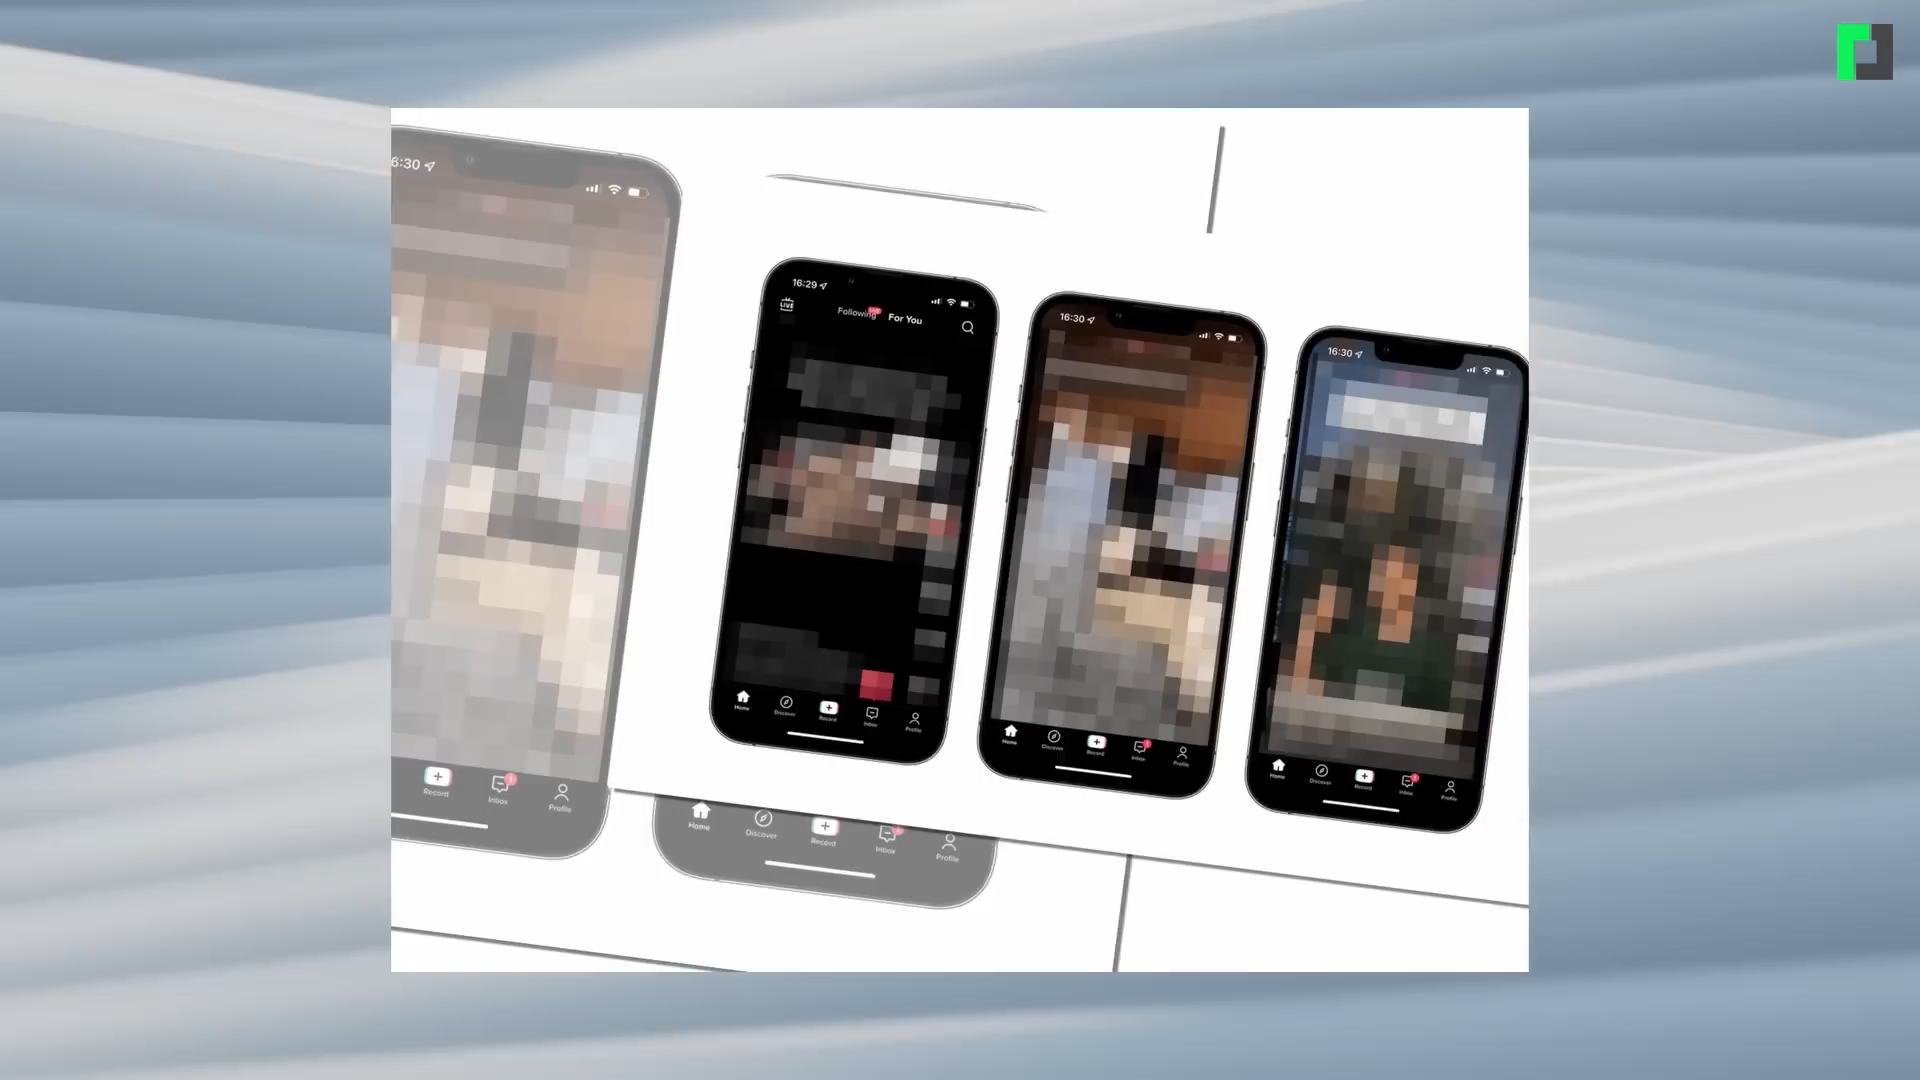 6:30
Record
Inbox
Profile
16:29
LIVE
Following
For You
Home
Discover
Record
Inbox
Profile
16:30
Home
Discover
Record
Inbox
Profile
16:30
Home
Discover
Record
Inbox
Profile
Home
Discover
Record
Inbox
Profile